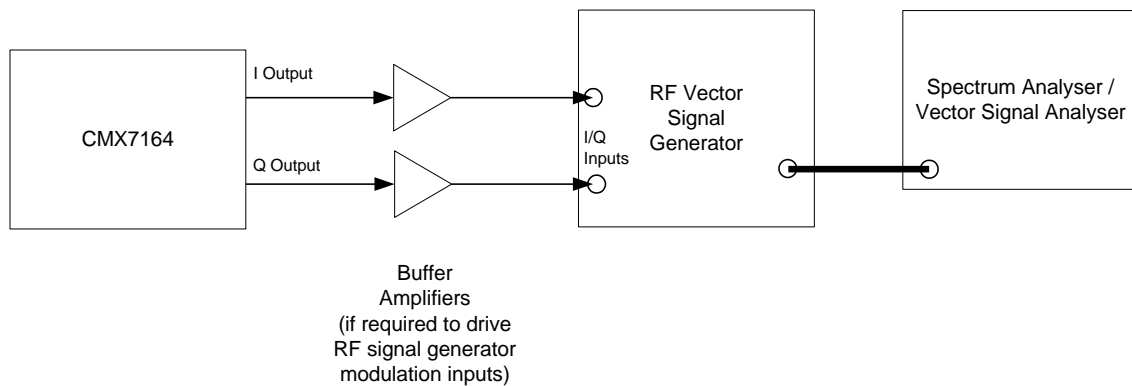 CMX7164
I Output
Q Output
I/Q
Inputs
RF Vector
Signal
Generator
Spectrum Analyser /
Vector Signal Analyser
Buffer
Amplifiers
(if required to drive
RF signal generator
modulation inputs)